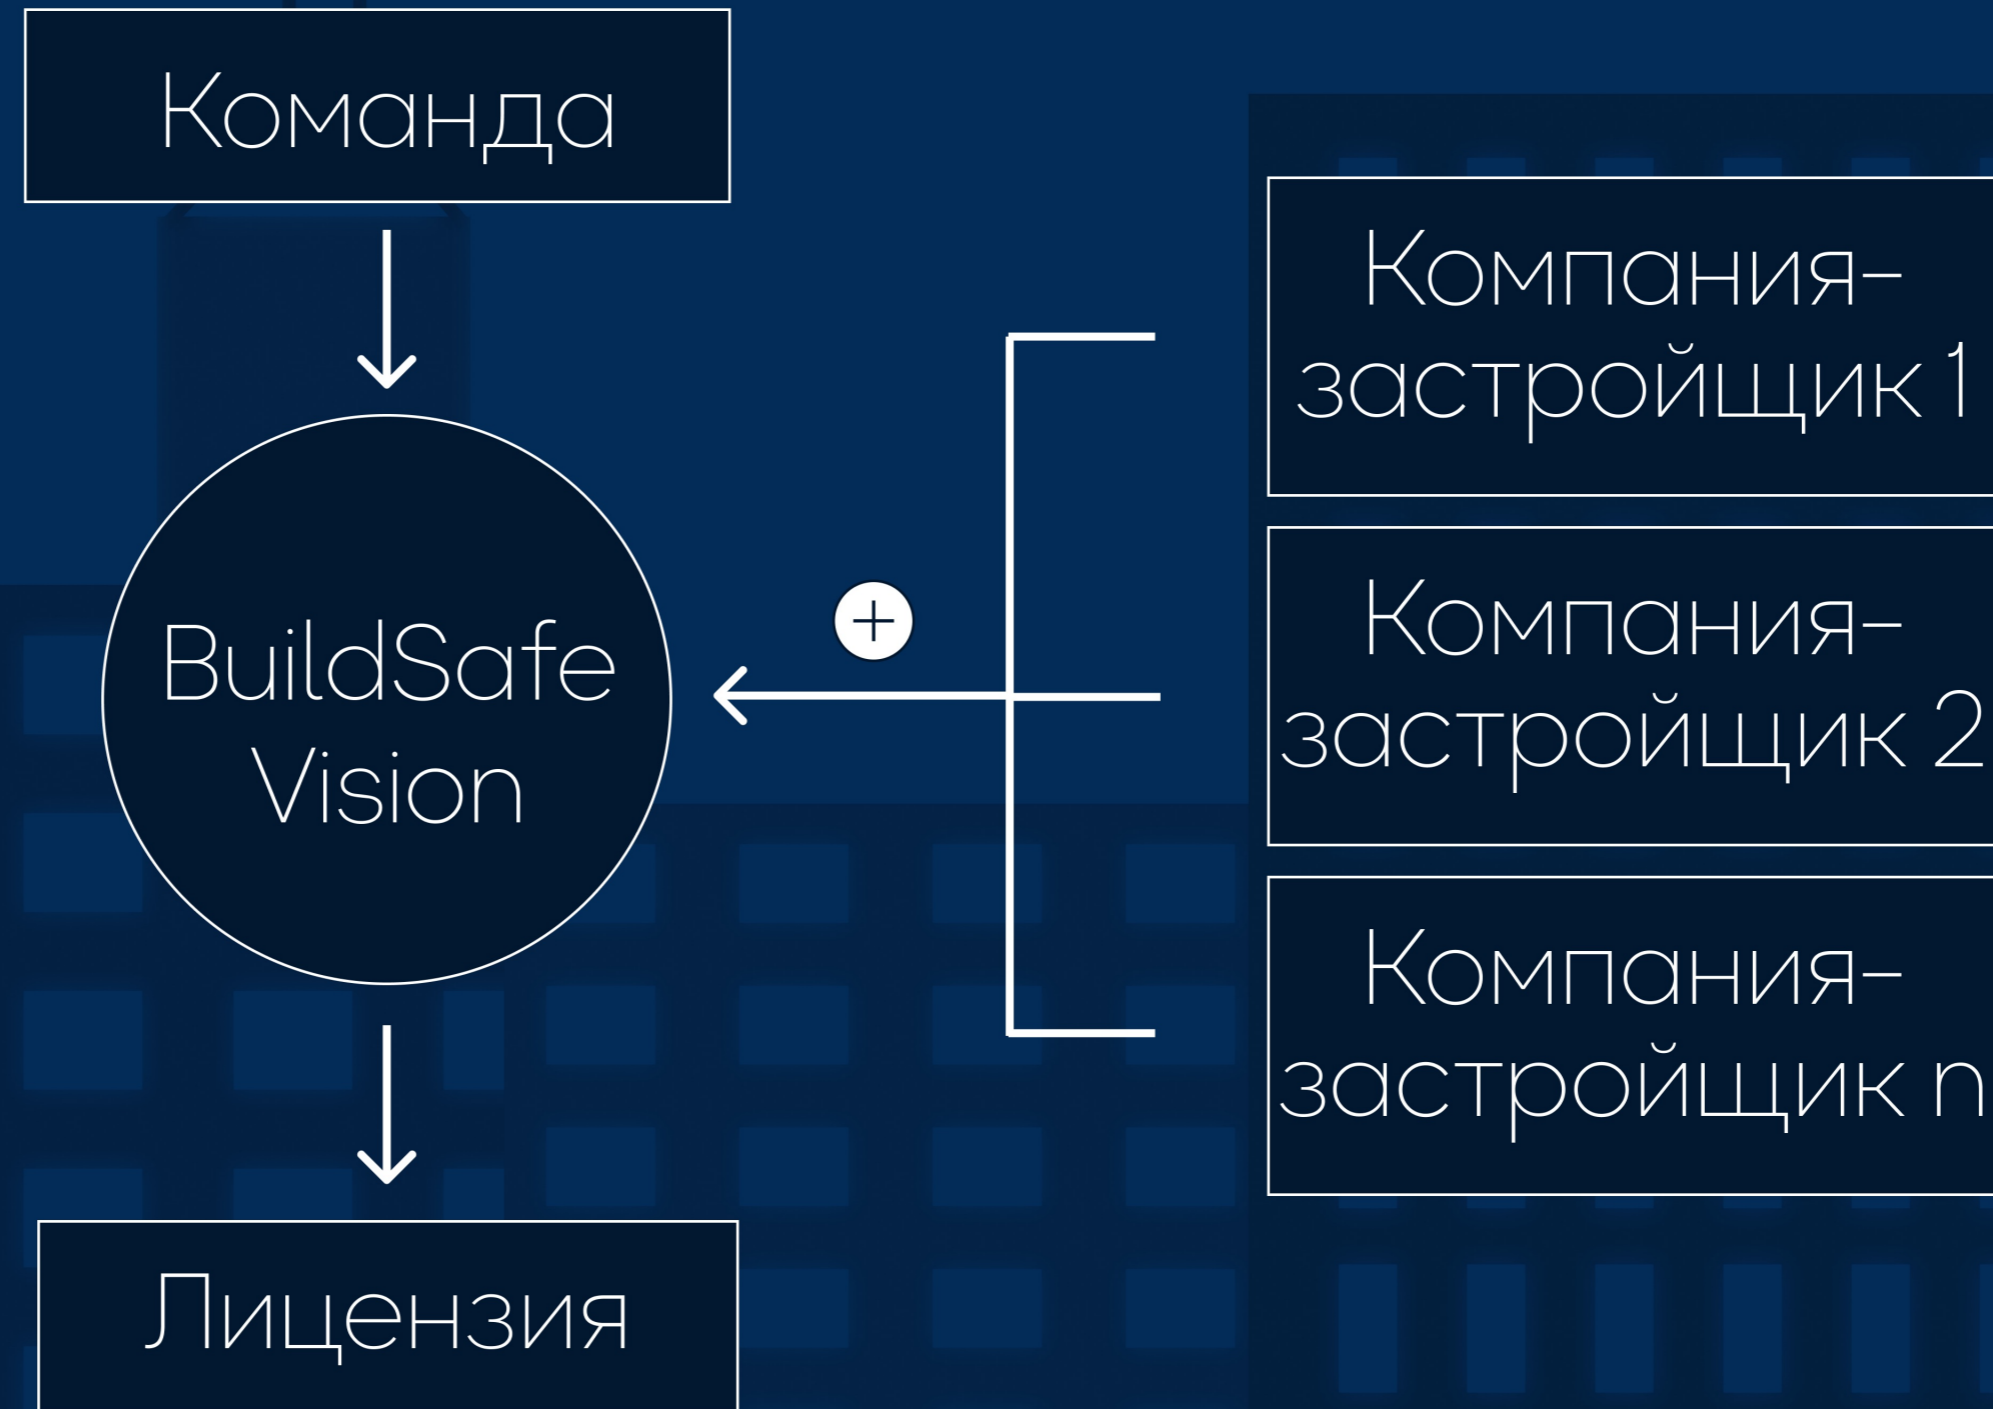 Команда
BuildSafe
Vision
+
Лицензия
Компания-
застройщик 1
Компания-
застройщик 2
Компания-
застройщик n